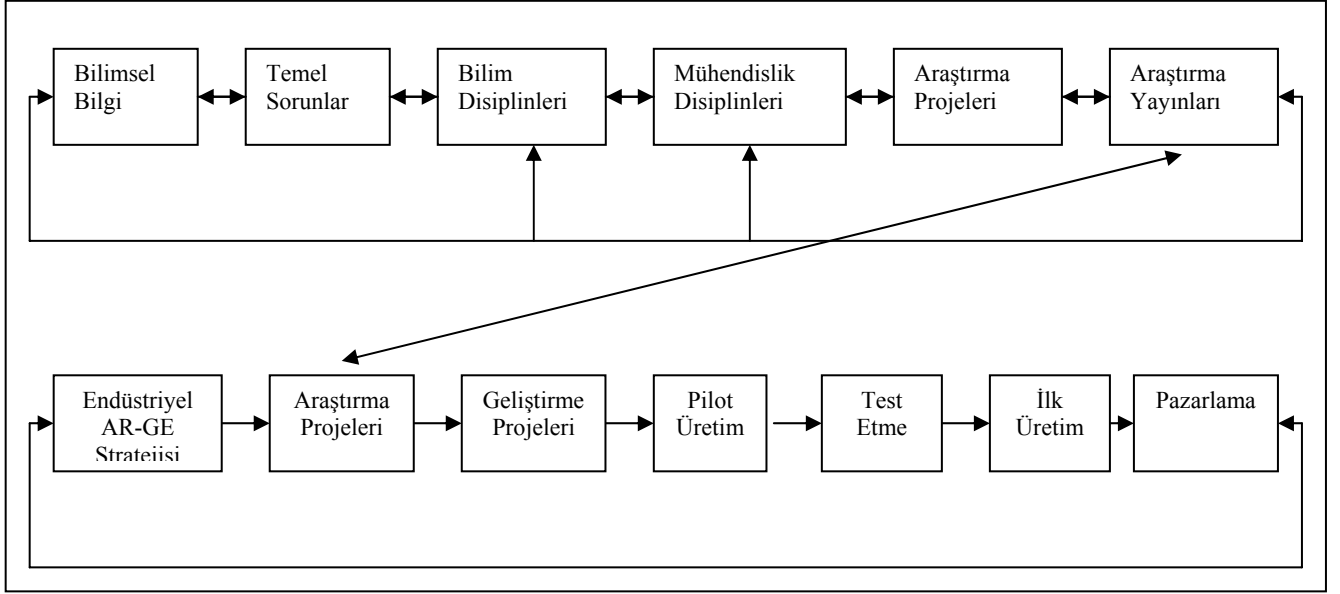 Bilimsel
Bilgi
Temel
Sorunlar
Bilim
Disiplinleri
Mühendislik
Disiplinleri
Araştırma
Projeleri
Araştırma
Yayınları
Endüstriyel
AR-GE
Stratejisi
Araştırma
Projeleri
Geliştirme
Projeleri
Pilot
Üretim
Test
Etme
İlk
Üretim
Pazarlama